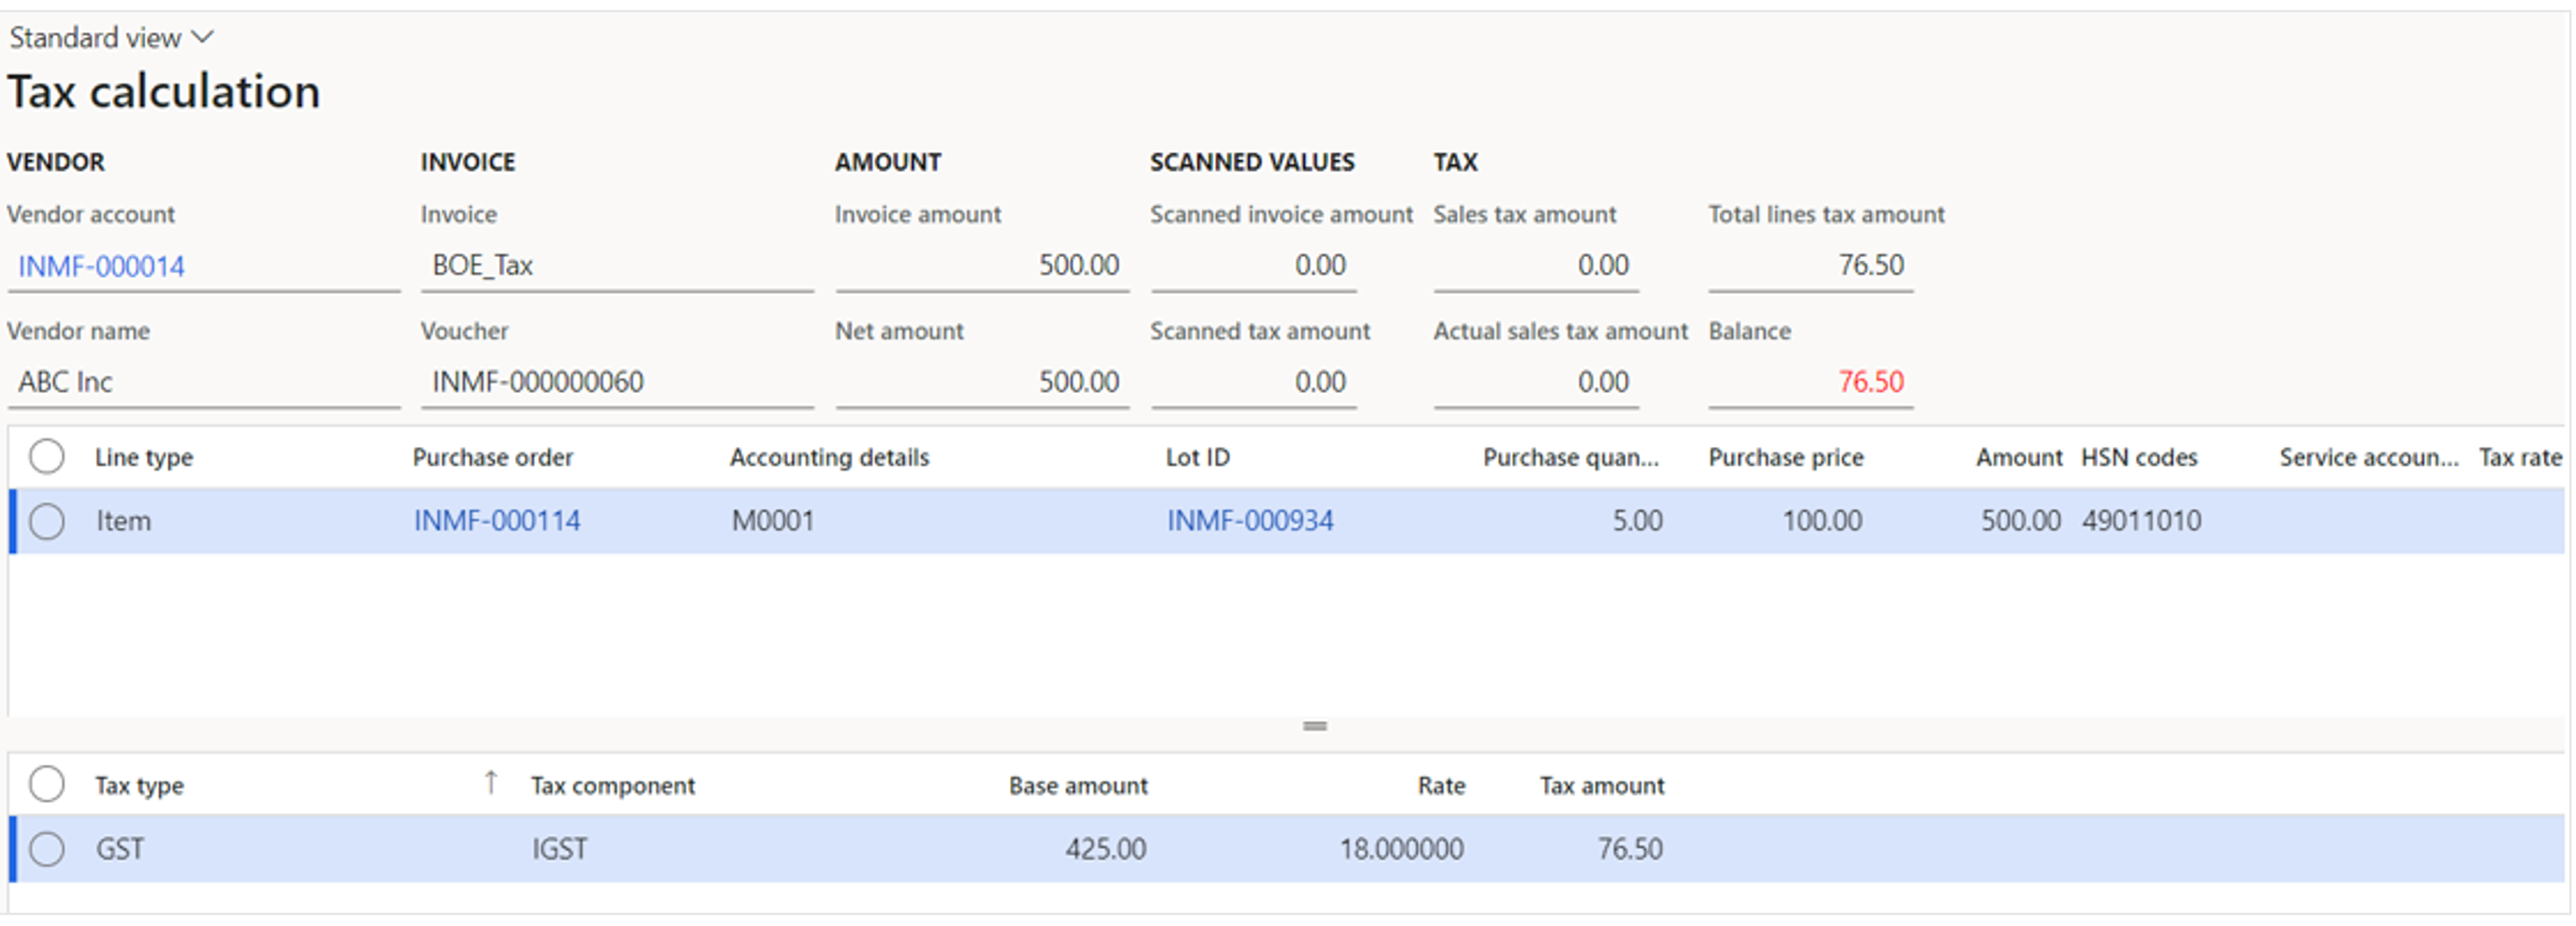 Standard view
Tax calculation
VENDOR INVOICE AMOUNT SCANNED VALUES TAX
Vendor account Invoice Invoice amount Scanned invoice amount Sales tax amount Total lines tax amount
INMF-000014 BOE_Tax 500.00 0.00 0.00 76.50
Vendor name Voucher Net amount Scanned tax amount Actual sales tax amount Balance
ABC Inc INMF-000000060 500.00 0.00 0.00 76.50
Line type Purchase order Accounting details Lot ID Purchase quan... Purchase price Amount HSN codes Service accoun... Tax rate
Item INMF-000114 M0001 INMF-000934 5.00 100.00 500.00 49011010
Tax type Tax component Base amount Rate Tax amount
GST IGST 425.00 18.000000 76.50